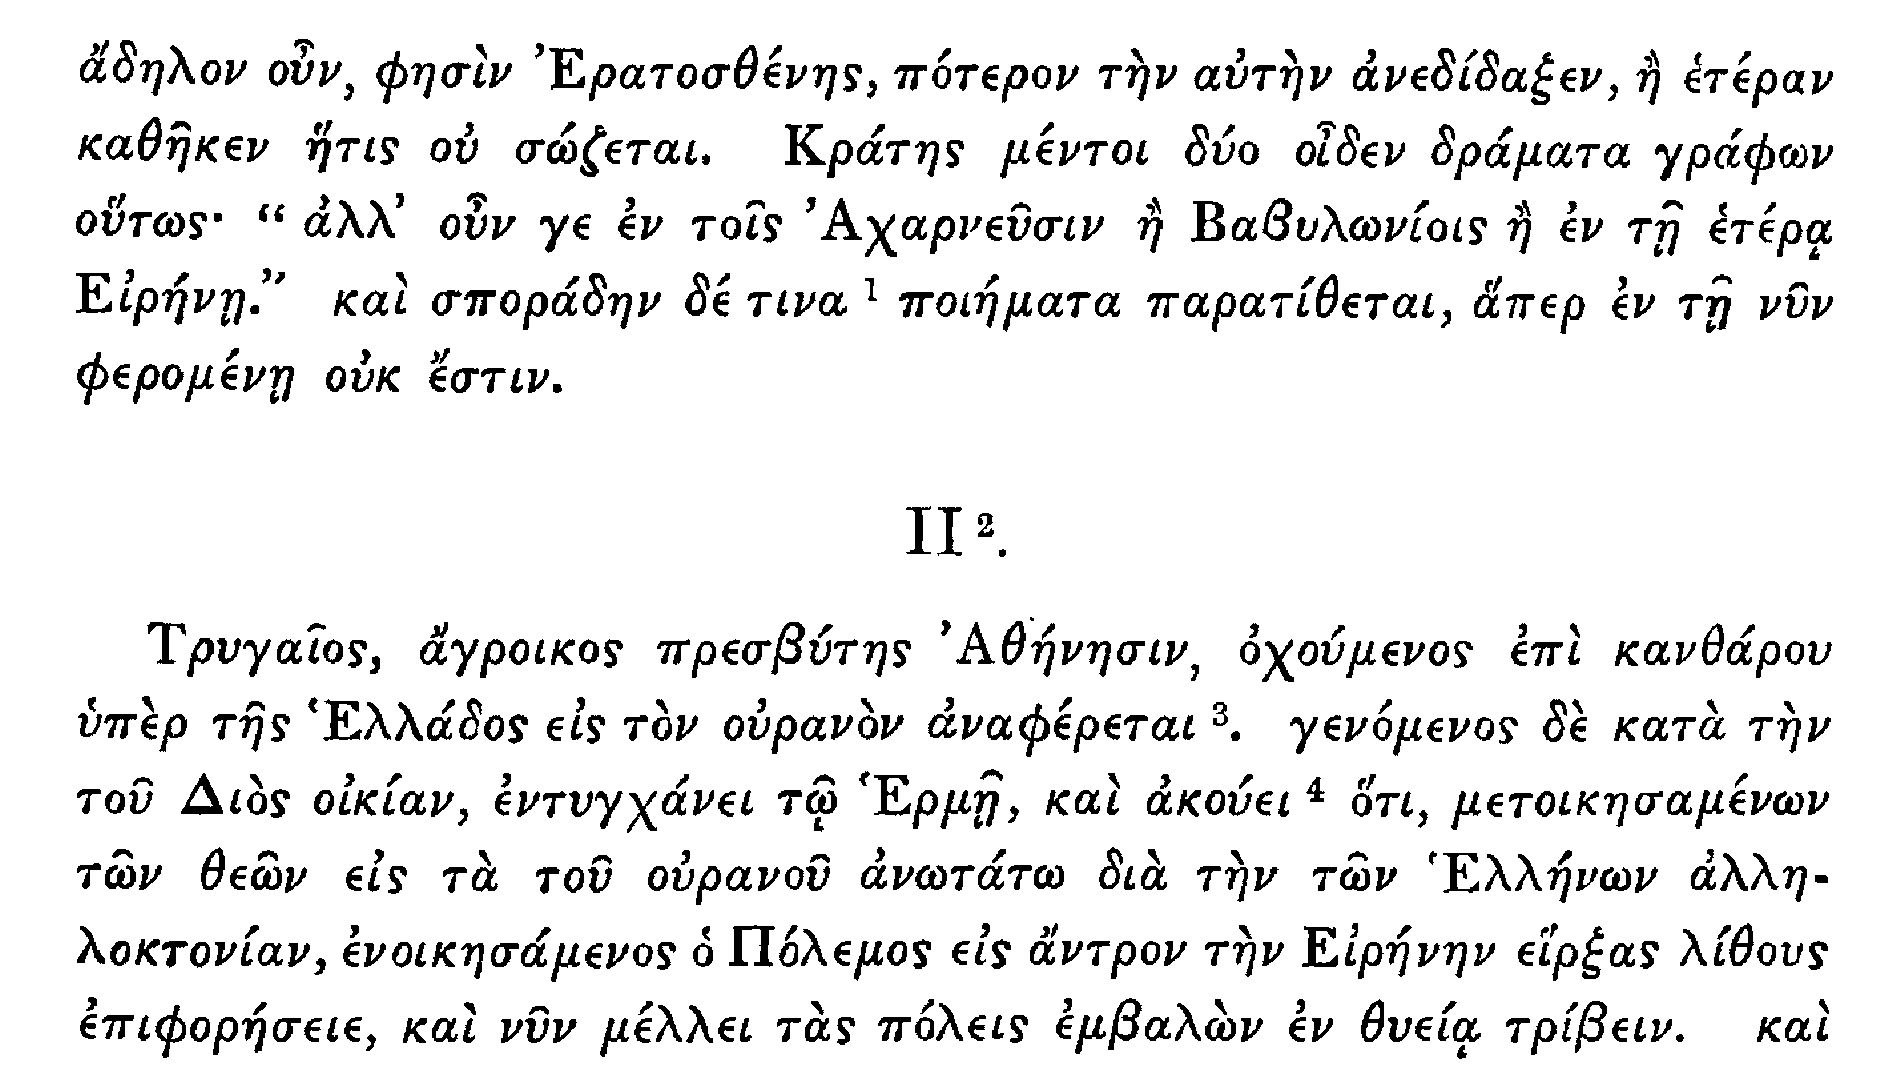 ἄδηλον οὖν, φησὶν Ἐρατοσθένης, πότερον τὴν αὐτὴν ἀνεδίδαξεν, ἢ ἑτέραν
καθῆκεν ἥτις οὐ σώζεται. Κράτης μέντοι δύο οἶδεν δράματα γράφων
οὕτως· “ ἀλλ’ οὖν γε ἐν τοῖς Ἀχαρνεῦσιν ἢ Βαβυλωνίοις ἢ ἐν τῇ ἑτέρᾳ
Εἰρήνῃ.” καὶ σποράδην δέ τινα ¹ ποιήματα παρατίθεται, ἅπερ ἐν τῇ νῦν
φερομένῃ οὐκ ἔστιν.
II ².
Τρυγαῖος, ἄγροικος πρεσβύτης Ἀθήνησιν, ὀχούμενος ἐπὶ κανθάρου
ὑπὲρ τῆς Ἑλλάδος εἰς τὸν οὐρανὸν ἀναφέρεται ³. γενόμενος δὲ κατὰ τὴν
τοῦ Διὸς οἰκίαν, ἐντυγχάνει τῷ Ἑρμῇ, καὶ ἀκούει ⁴ ὅτι, μετοικησαμένων
τῶν θεῶν εἰς τὰ τοῦ οὐρανοῦ ἀνωτάτω διὰ τὴν τῶν Ἑλλήνων ἀλλη-
λοκτονίαν, ἐνοικησάμενος ὁ Πόλεμος εἰς ἄντρον τὴν Εἰρήνην εἵρξας λίθους
ἐπιφορήσειε, καὶ νῦν μέλλει τὰς πόλεις ἐμβαλὼν ἐν θυείᾳ τρίβειν. καὶ